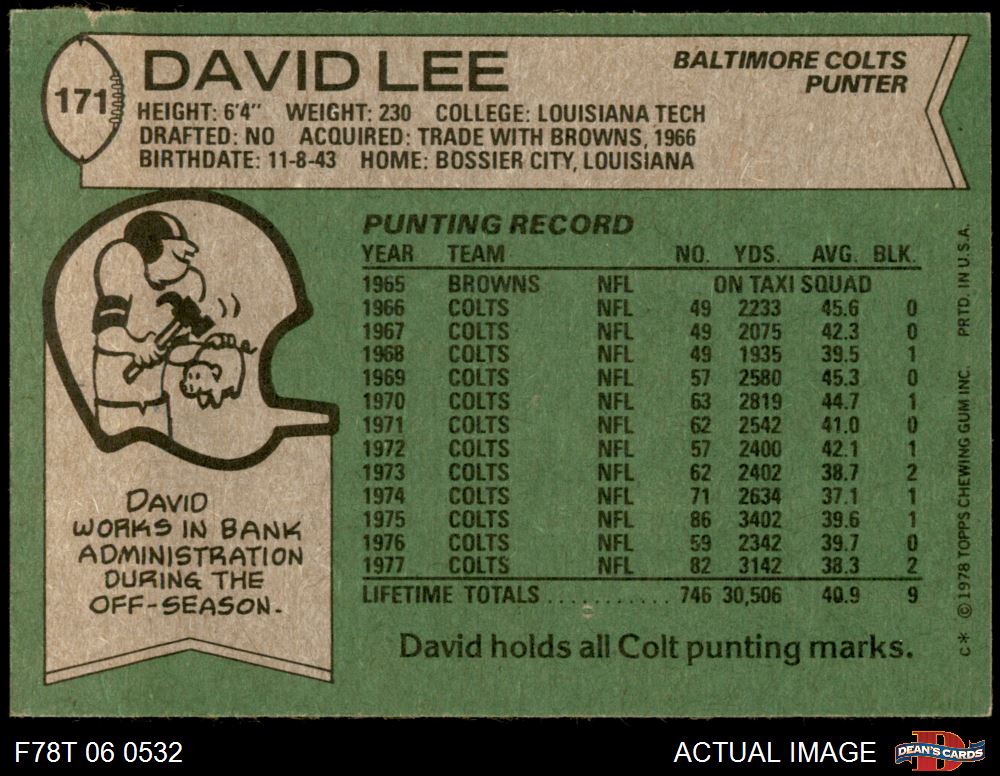 171
DAVID LEE
BALTIMORE COLTS
PUNTER
HEIGHT: 6'4" WEIGHT: 230 COLLEGE: LOUISIANA TECH
DRAFTED: NO ACQUIRED: TRADE WITH BROWNS, 1966
BIRTHDATE: 11-8-43 HOME: BOSSIER CITY, LOUISIANA
PUNTING RECORD
YEAR TEAM NO. YDS. AVG. BLK.
1965 BROWNS NFL ON TAXI SQUAD
1966 COLTS NFL 49 2233 45.6 0
1967 COLTS NFL 49 2075 42.3 0
1968 COLTS NFL 49 1935 39.5 1
1969 COLTS NFL 57 2580 45.3 0
1970 COLTS NFL 63 2819 44.7 1
1971 COLTS NFL 62 2542 41.0 0
1972 COLTS NFL 57 2400 42.1 1
1973 COLTS NFL 62 2402 38.7 2
1974 COLTS NFL 71 2634 37.1 1
1975 COLTS NFL 86 3402 39.6 1
1976 COLTS NFL 59 2342 39.7 0
1977 COLTS NFL 82 3142 38.3 2
LIFETIME TOTALS ........... 746 30,506 40.9 9
David holds all Colt punting marks.
DAVID
WORKS IN BANK
ADMINISTRATION
DURING THE
OFF-SEASON.
C* © 1978 TOPPS CHEWING GUM INC. PRTD. IN U.S.A.
F78T 06 0532
ACTUAL IMAGE
DEAN'S CARDS